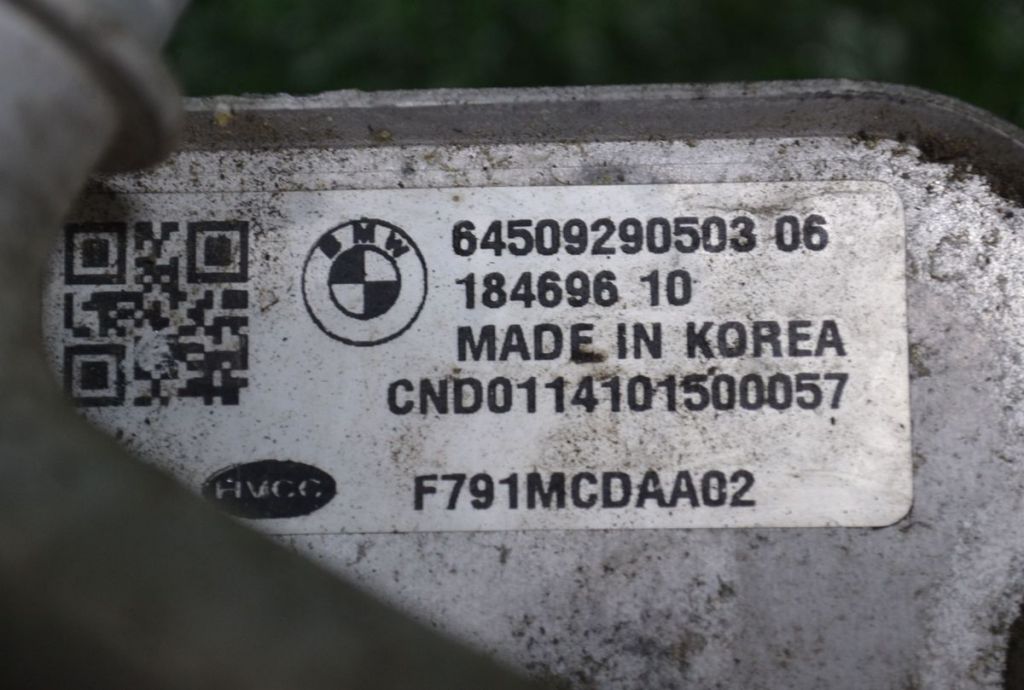 BMW
64509290503 06
184696 10
MADE IN KOREA
CND0114101500057
HVCC
F791MCDAA02